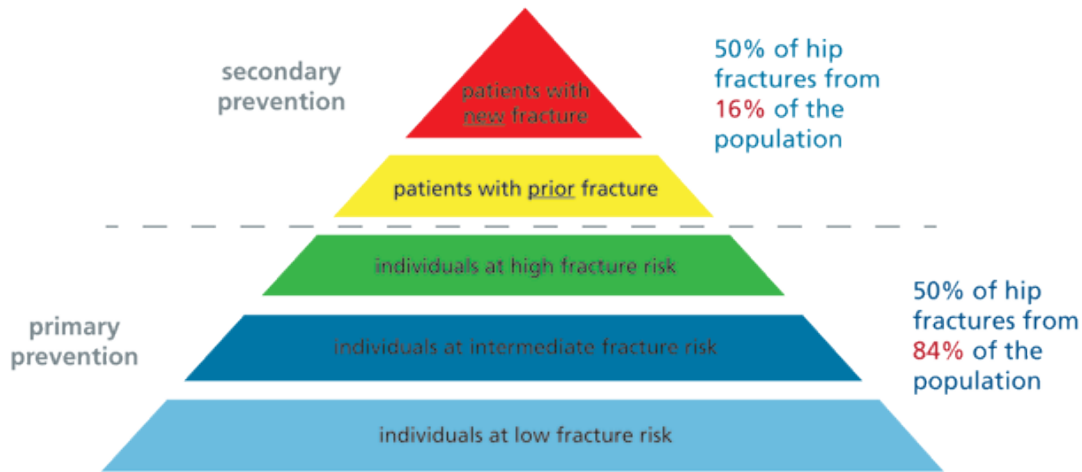 secondary
prevention
patients with
new fracture
50% of hip
fractures from
16% of the
population
patients with prior fracture
individuals at high fracture risk
primary
prevention
individuals at intermediate fracture risk
50% of hip
fractures from
84% of the
population
individuals at low fracture risk